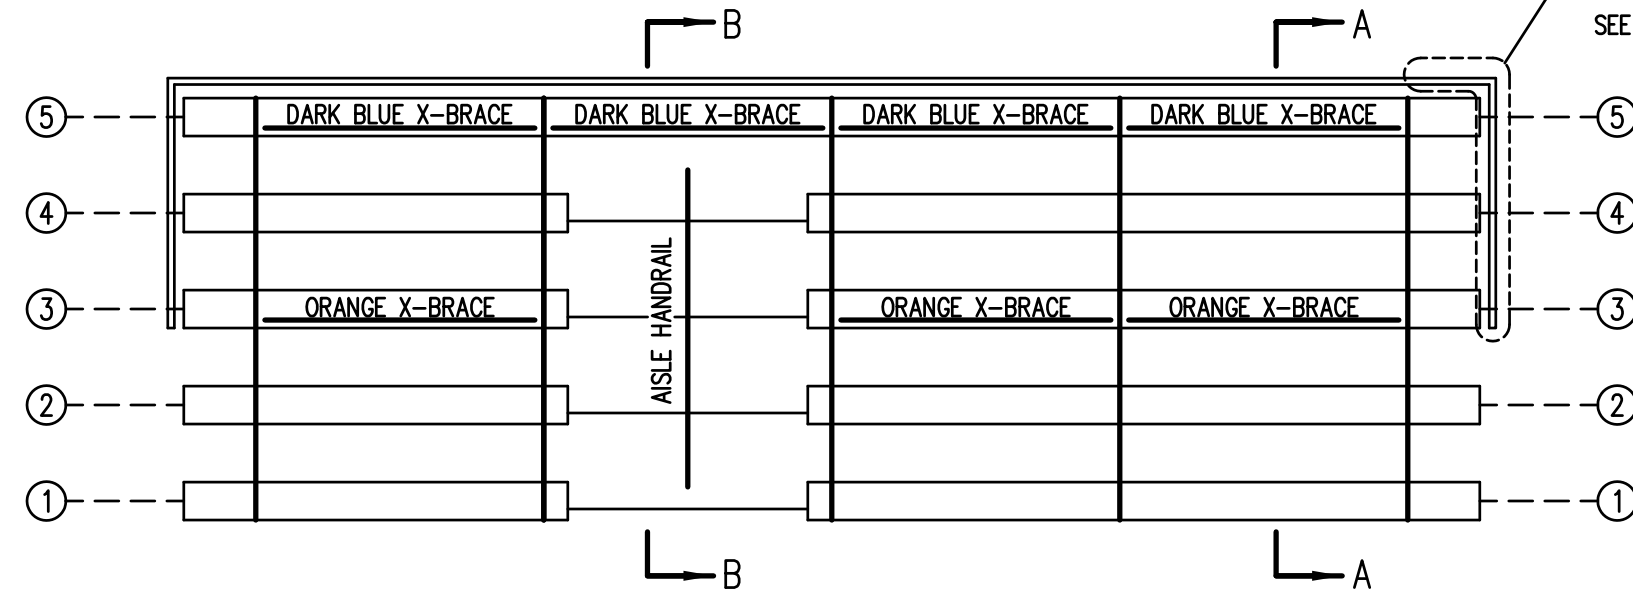 B
A
SEE
5
DARK BLUE X-BRACE
DARK BLUE X-BRACE
DARK BLUE X-BRACE
DARK BLUE X-BRACE
5
4
4
AISLE HANDRAIL
3
ORANGE X-BRACE
ORANGE X-BRACE
ORANGE X-BRACE
3
2
2
1
1
B
A